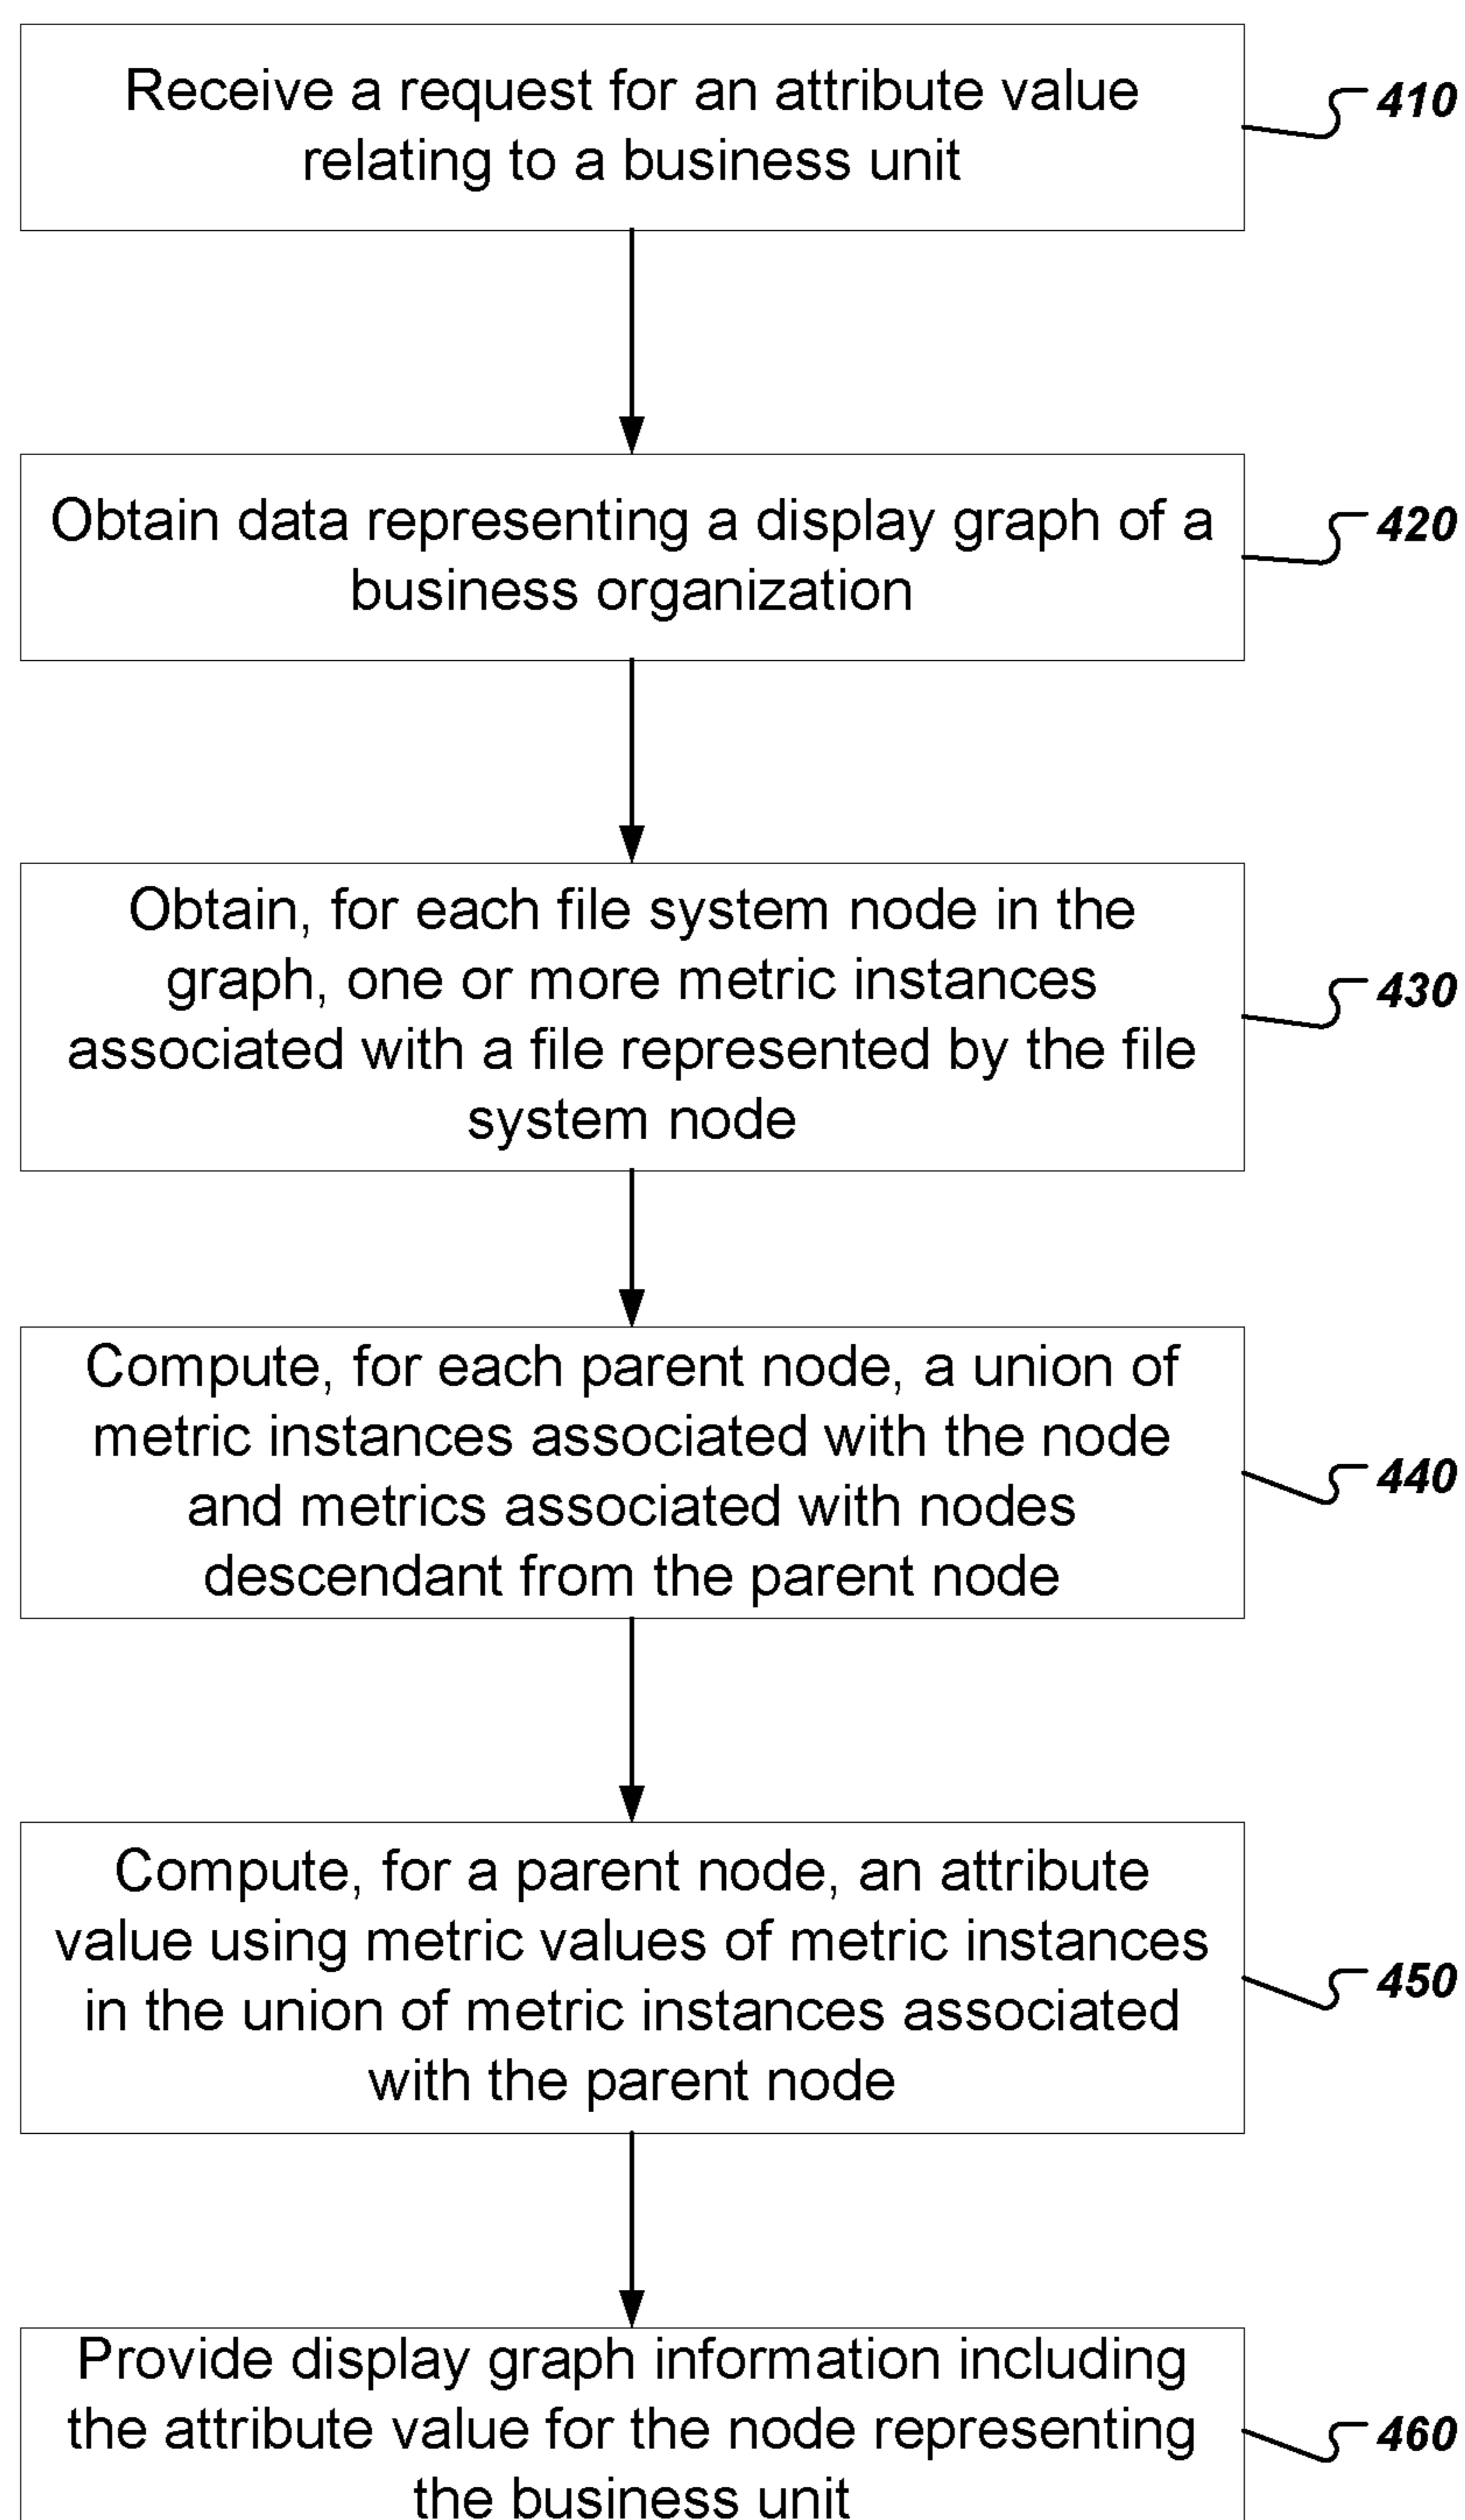 Receive a request for an attribute value
relating to a business unit
410
Obtain data representing a display graph of a
business organization
420
Obtain, for each file system node in the
graph, one or more metric instances
associated with a file represented by the file
system node
430
Compute, for each parent node, a union of
metric instances associated with the node
and metrics associated with nodes
descendant from the parent node
440
Compute, for a parent node, an attribute
value using metric values of metric instances
in the union of metric instances associated
with the parent node
450
Provide display graph information including
the attribute value for the node representing
the business unit
460